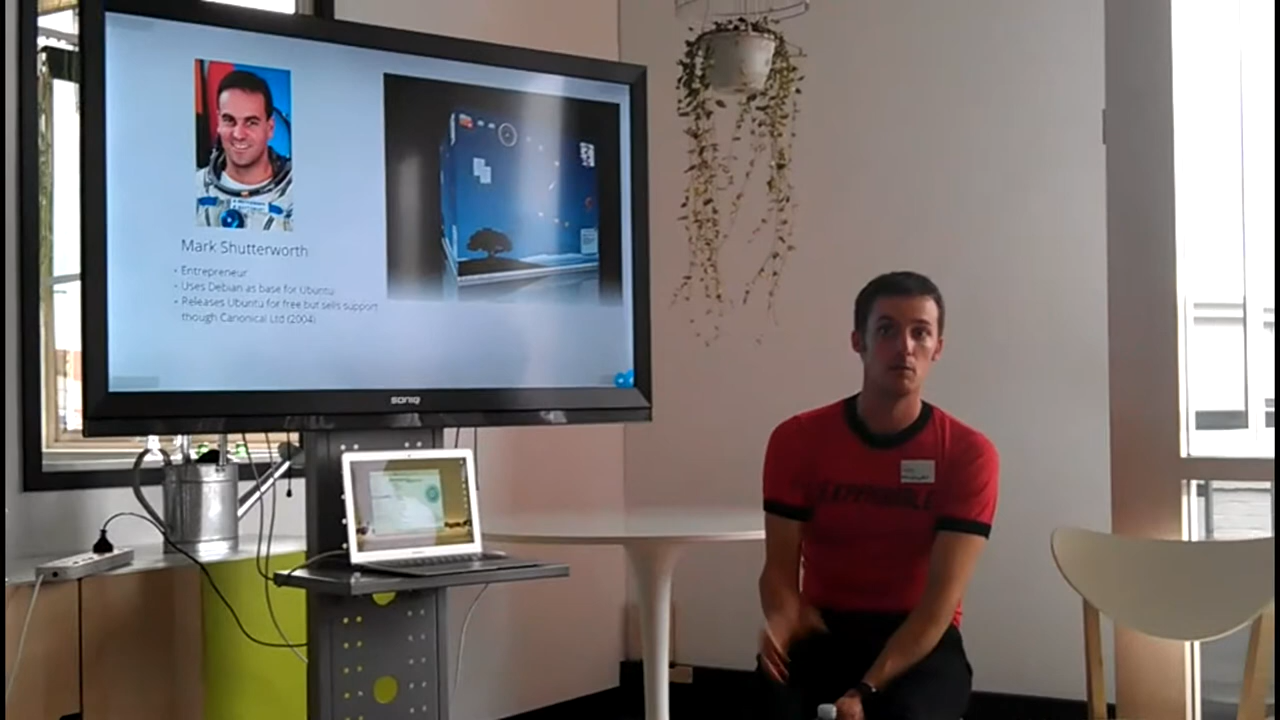 Mark Shutterworth
• Entrepreneur
• Uses Debian as base for Ubuntu
• Releases Ubuntu for free but sells support
though Canonical Ltd (2004)
SONIQ